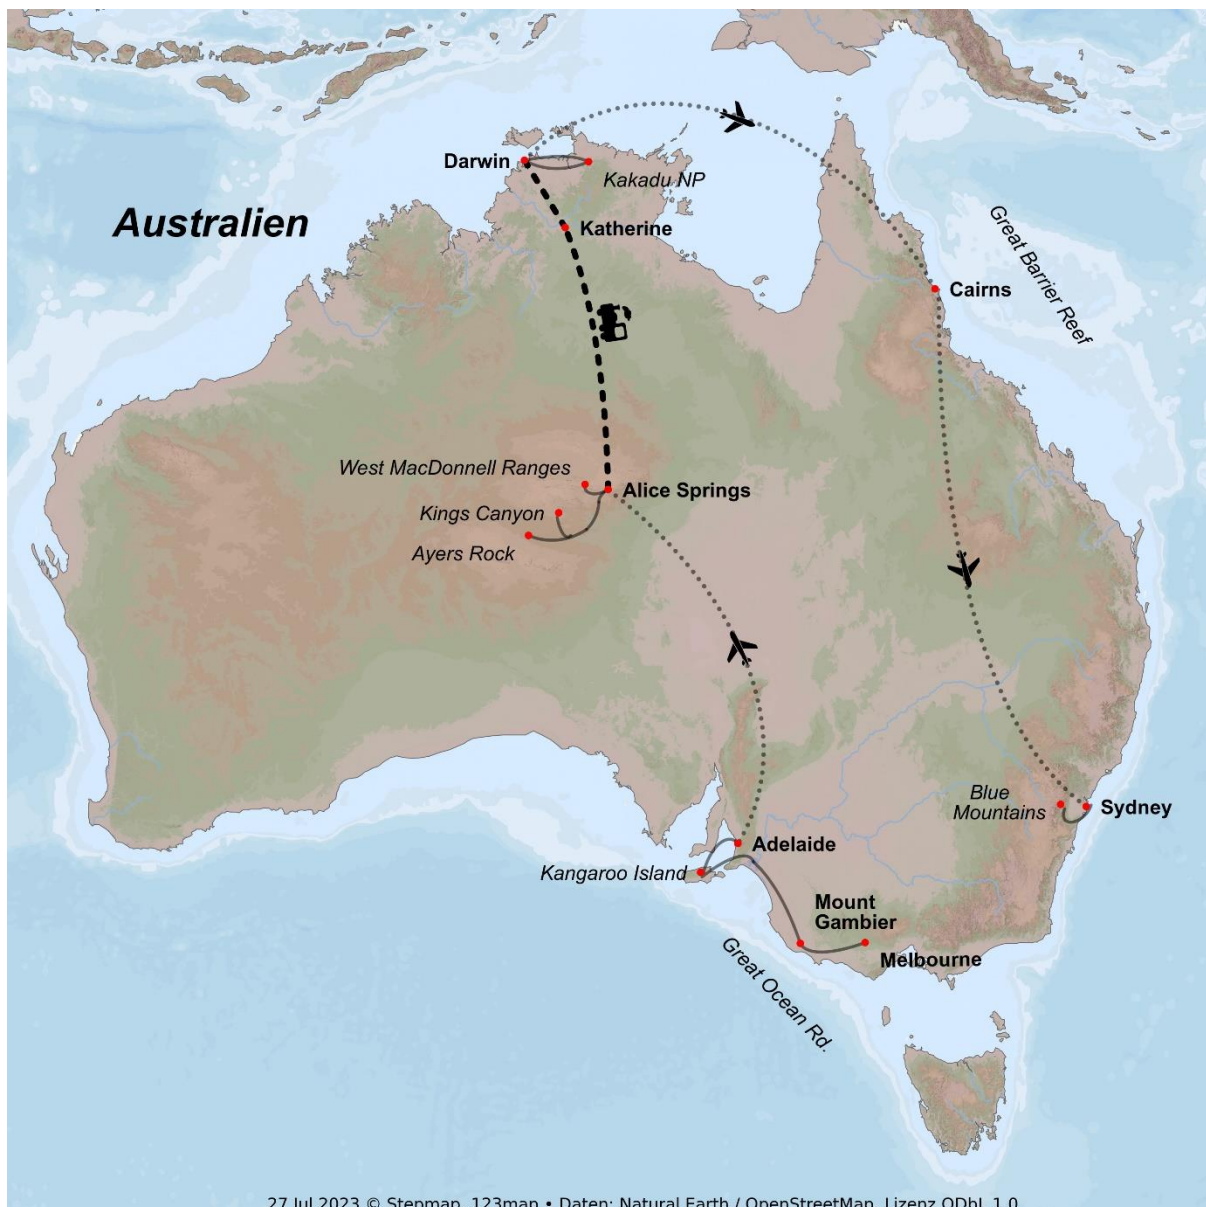 Darwin
Kakadu NP
Australien
Katherine
Great Barrier Reef
Cairns
West MacDonnell Ranges
Alice Springs
Kings Canyon
Ayers Rock
Blue
Mountains
Sydney
Adelaide
Kangaroo Island
Mount
Gambier
Melbourne
Great Ocean Rd.
27 Jul 2023 © Stepmap, 123map • Daten: Natural Earth / OpenStreetMap, Lizenz ODbL 1.0